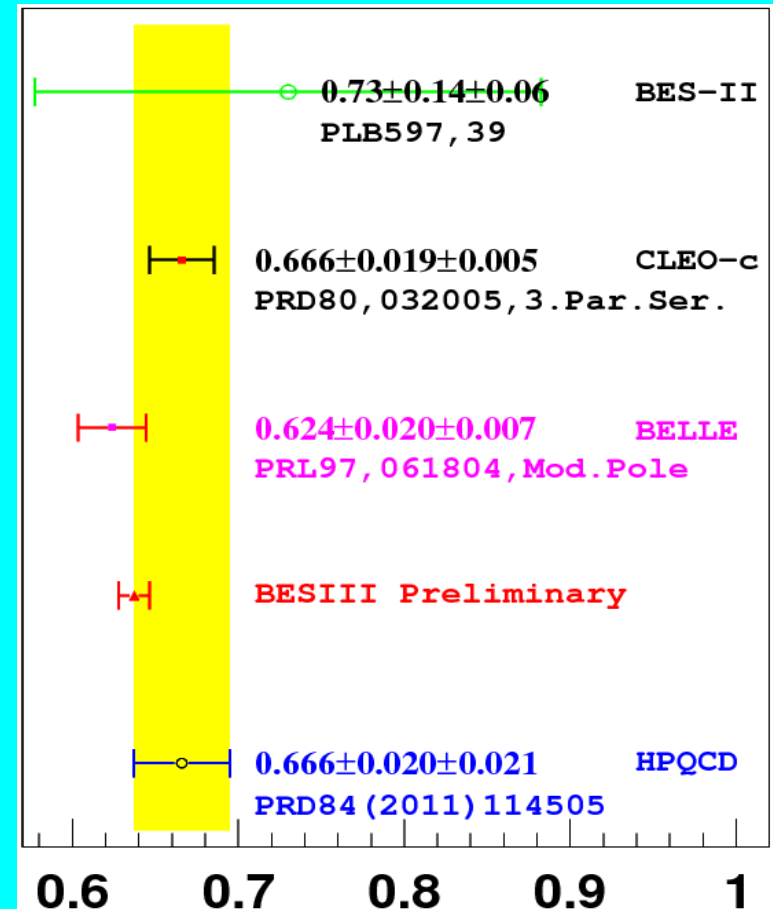 0.73±0.14±0.06 BES-II
PLB597,39
0.666±0.019±0.005 CLEO-c
PRD80,032005,3.Par.Ser.
0.624±0.020±0.007 BELLE
PRL97,061804,Mod.Pole
BESIII Preliminary
0.666±0.020±0.021 HPQCD
PRD84(2011)114505
0.6 0.7 0.8 0.9 1